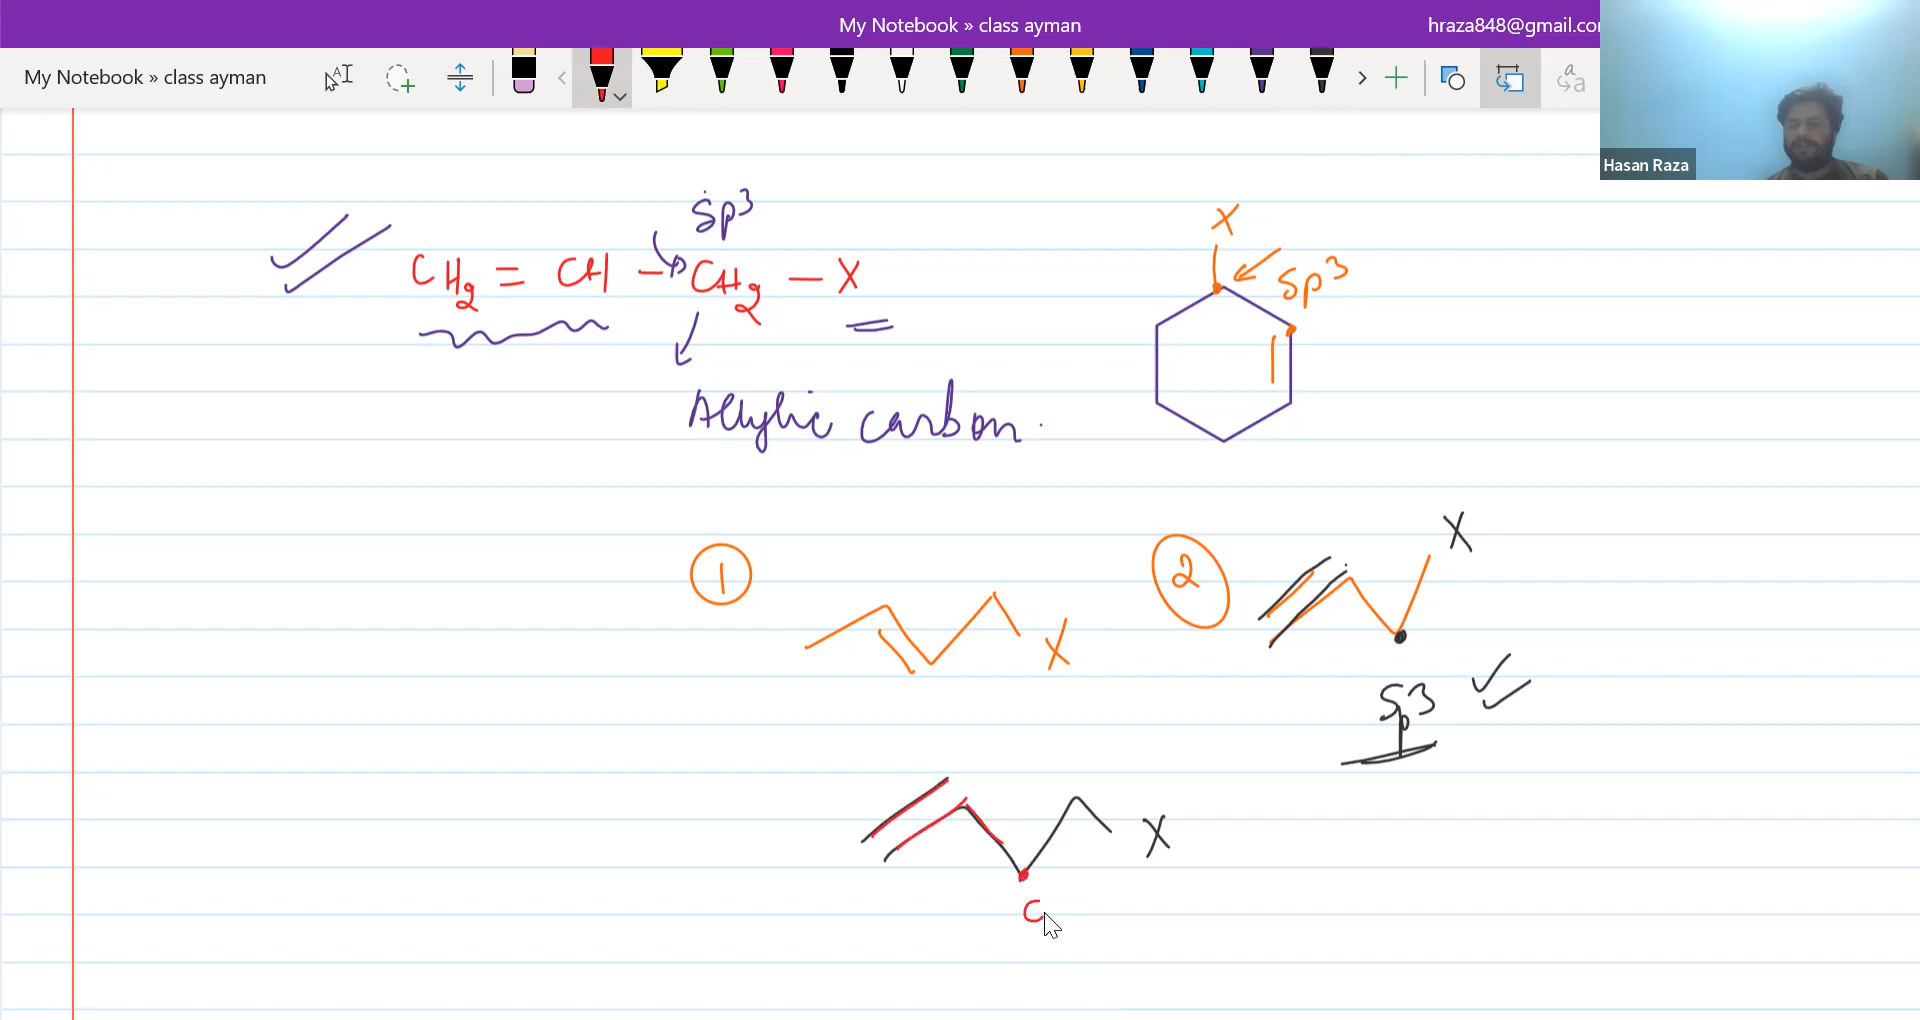 My Notebook » class ayman
hraza848@gmail.co
My Notebook » class ayman
Hasan Raza
Sp3
CH2 = CH - CH2 - X
Allylic carbon.
X
Sp3
1
X
2
X
Sp3
X
C